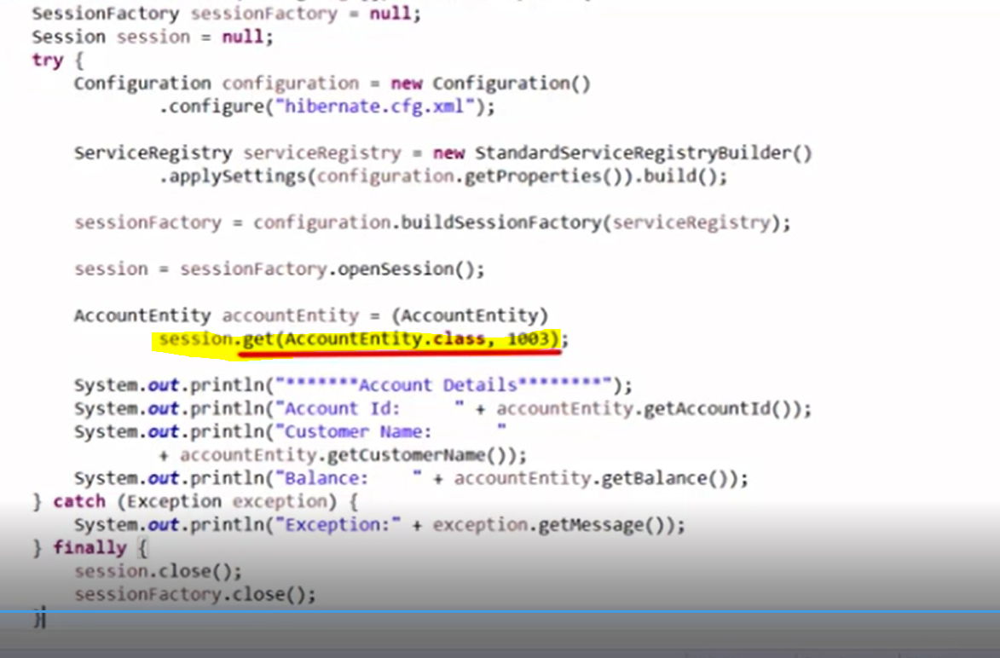 SessionFactory sessionFactory = null;
Session session = null;
try {
Configuration configuration = new Configuration()
.configure("hibernate.cfg.xml");
ServiceRegistry serviceRegistry = new StandardServiceRegistryBuilder()
.applySettings(configuration.getProperties()).build();
sessionFactory = configuration.buildSessionFactory(serviceRegistry);
session = sessionFactory.openSession();
AccountEntity accountEntity = (AccountEntity)
session.get(AccountEntity.class, 1003);
System.out.println("*******Account Details********");
System.out.println("Account Id:     " + accountEntity.getAccountId());
System.out.println("Customer Name:      "
+ accountEntity.getCustomerName());
System.out.println("Balance:    " + accountEntity.getBalance());
} catch (Exception exception) {
System.out.println("Exception:" + exception.getMessage());
} finally {
session.close();
sessionFactory.close();
}